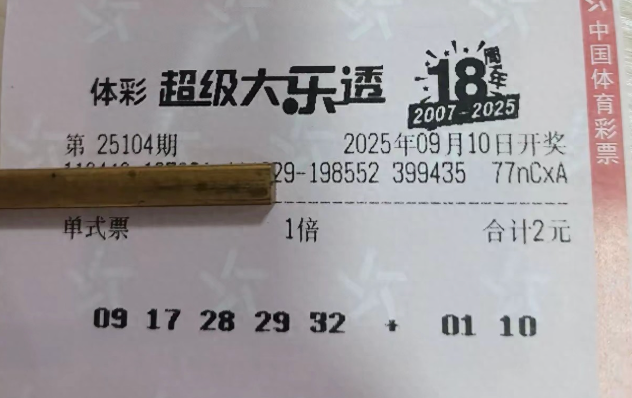 体彩 超级大乐透 18周年 2007-2025
第 25104期 2025年09月10日开奖
29-198552 399435 77nCxA
单式票 1倍 合计2元
09 17 28 29 32 + 01 10
中国体育彩票